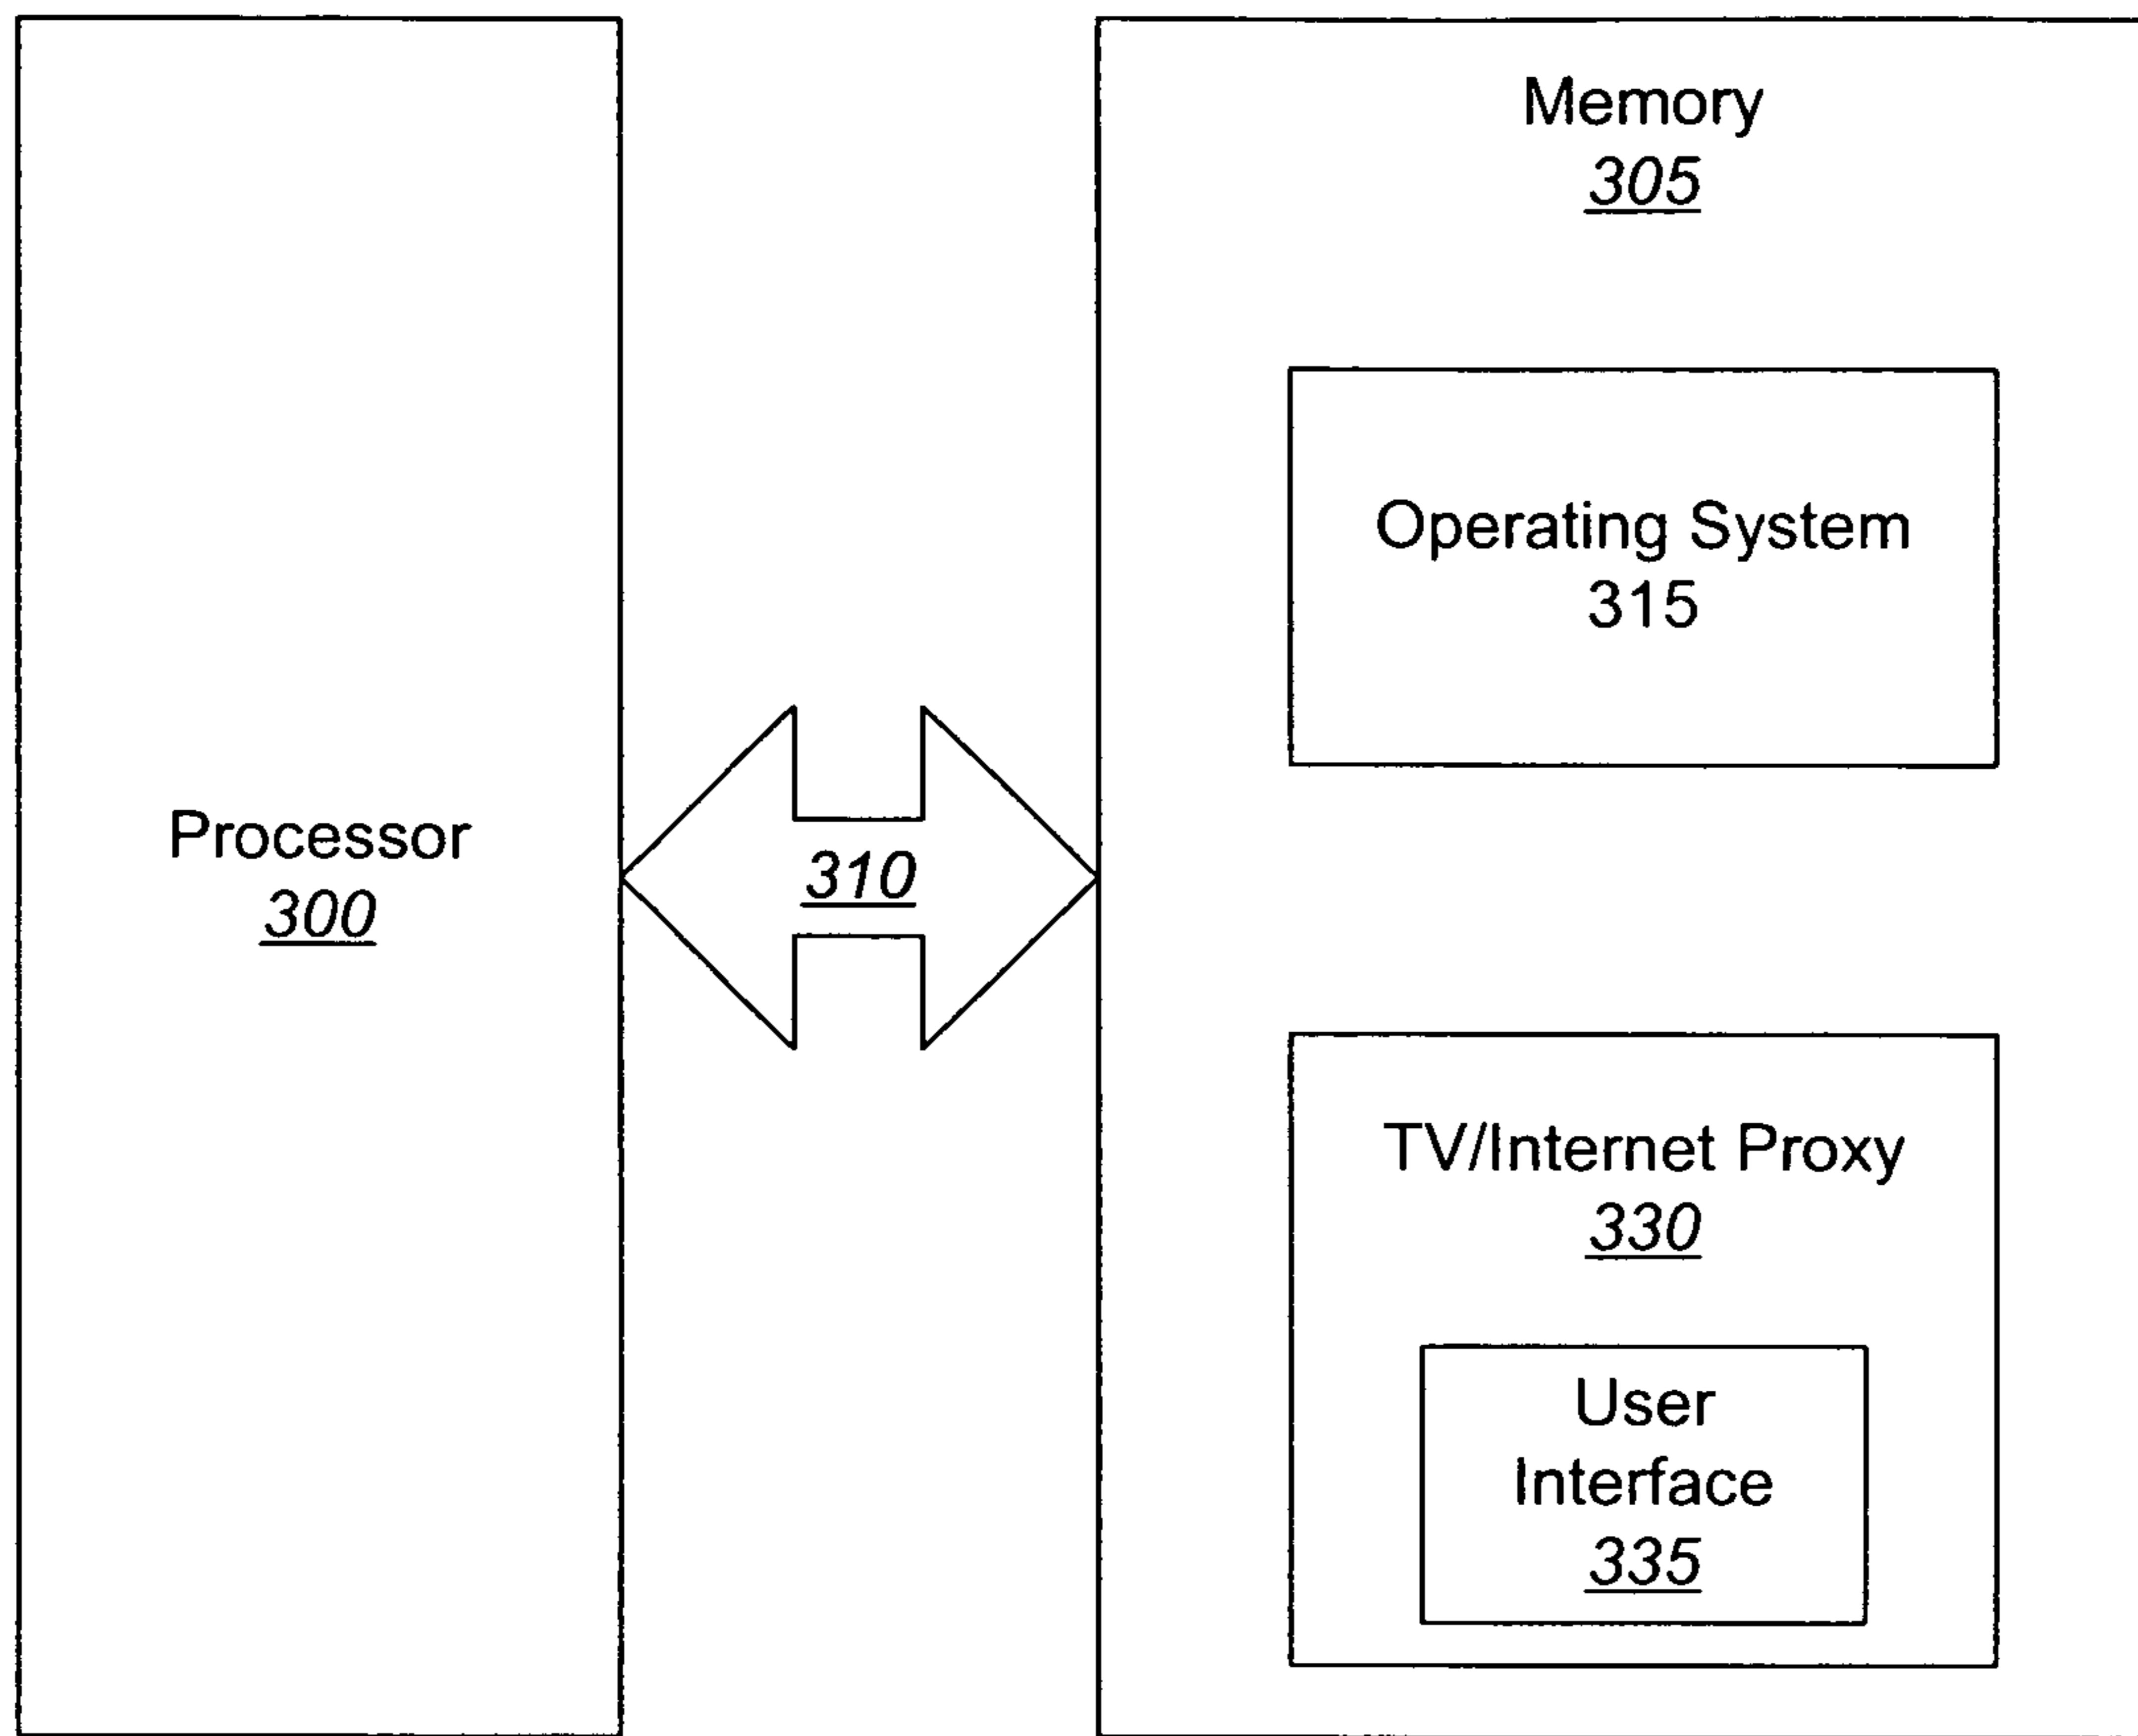 Memory
305
Operating System
315
Processor
300
310
TV/Internet Proxy
330
User
Interface
335